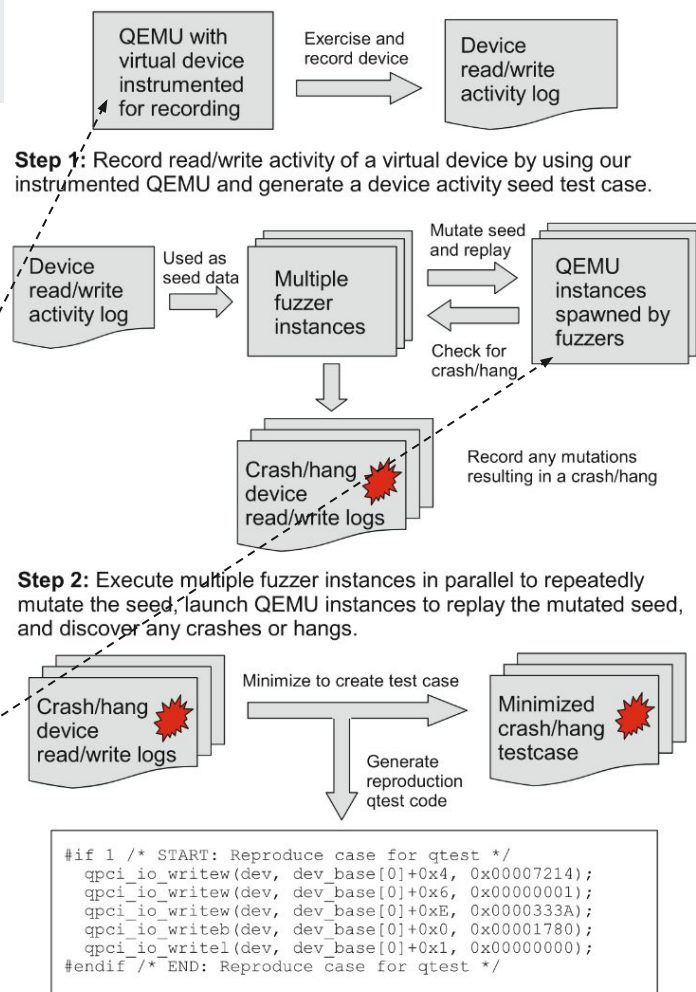 QEMU with
virtual device
instrumented
for recording
Exercise and
record device
Device
read/write
activity log
Step 1: Record read/write activity of a virtual device by using our
instrumented QEMU and generate a device activity seed test case.
Device
read/write
activity log
Used as
seed data
Multiple
fuzzer
instances
Mutate seed
and replay
Check for
crash/hang
QEMU
instances
spawned by
fuzzers
Crash/hang
device
read/write logs
Record any mutations
resulting in a crash/hang
Step 2: Execute multiple fuzzer instances in parallel to repeatedly
mutate the seed, launch QEMU instances to replay the mutated seed,
and discover any crashes or hangs.
Crash/hang
device
read/write logs
Minimize to create test case
Generate
reproduction
qtest code
Minimized
crash/hang
testcase
#if 1 /* START: Reproduce case for qtest */
qpci_io_writew(dev, dev_base[0]+0x4, 0x00007214);
qpci_io_writew(dev, dev_base[0]+0x6, 0x00000001);
qpci_io_writew(dev, dev_base[0]+0xE, 0x0000333A);
qpci_io_writeb(dev, dev_base[0]+0x0, 0x00001780);
qpci_io_writel(dev, dev_base[0]+0x1, 0x00000000);
#endif /* END: Reproduce case for qtest */